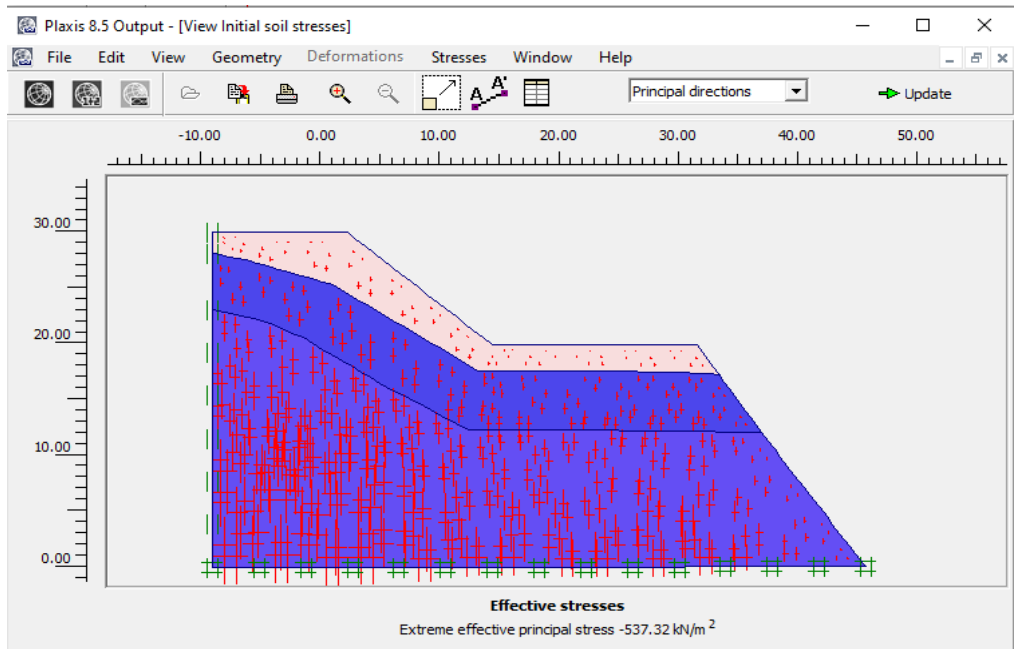 Plaxis 8.5 Output - [View Initial soil stresses]
File Edit View Geometry Deformations Stresses Window Help
1+2
A A* Principal directions Update
-10.00 0.00 10.00 20.00 30.00 40.00 50.00
30.00
20.00
10.00
0.00
Effective stresses
Extreme effective principal stress -537.32 kN/m²